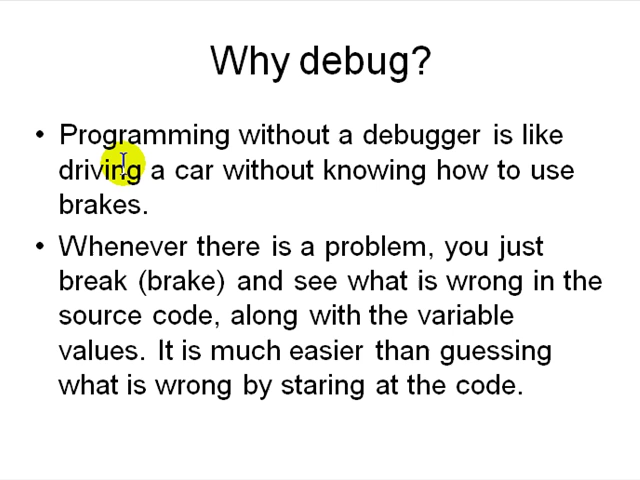 Why debug?
• Programming without a debugger is like
driving a car without knowing how to use
brakes.
• Whenever there is a problem, you just
break (brake) and see what is wrong in the
source code, along with the variable
values. It is much easier than guessing
what is wrong by staring at the code.